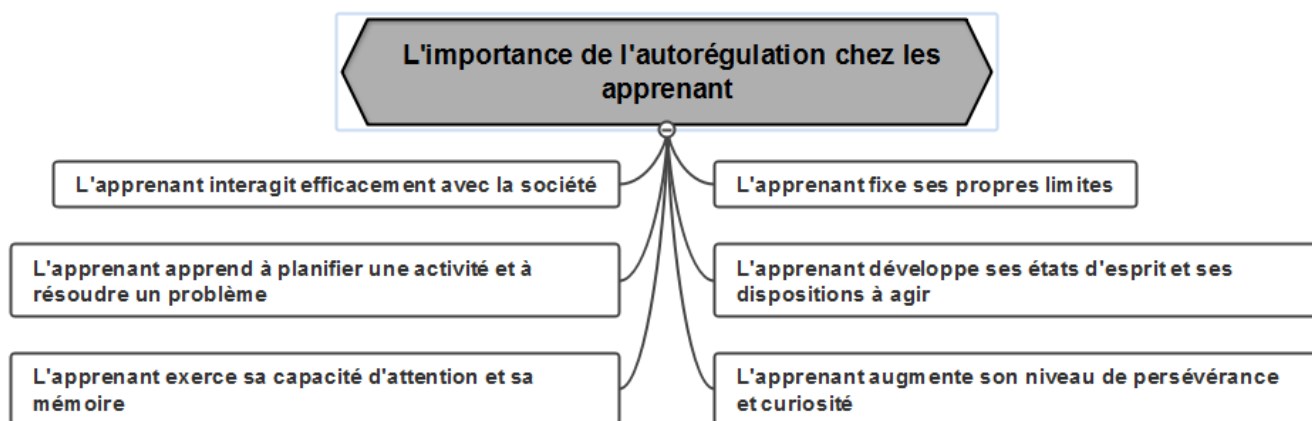 L'importance de l'autorégulation chez les
apprenant
L'apprenant interagit efficacement avec la société
L'apprenant fixe ses propres limites
L'apprenant apprend à planifier une activité et à
résoudre un problème
L'apprenant développe ses états d'esprit et ses
dispositions à agir
L'apprenant exerce sa capacité d'attention et sa
mémoire
L'apprenant augmente son niveau de persévérance
et curiosité